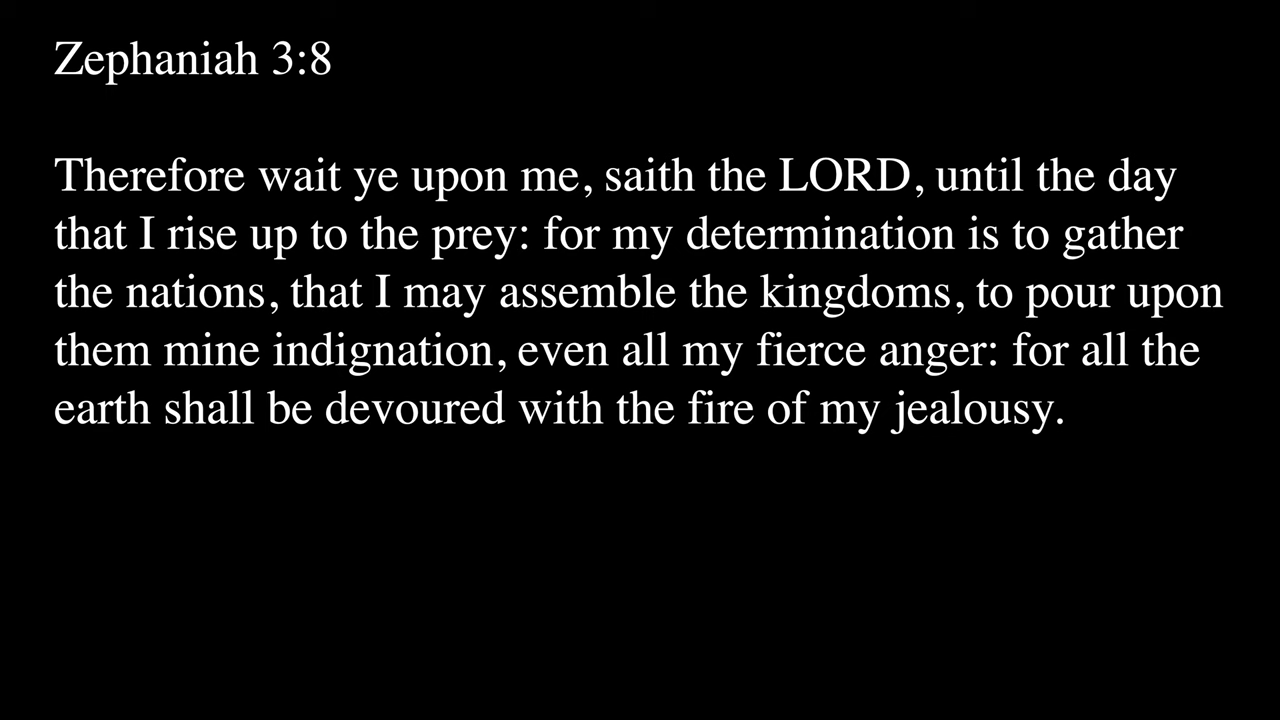 Zephaniah 3:8
Therefore wait ye upon me, saith the LORD, until the day
that I rise up to the prey: for my determination is to gather
the nations, that I may assemble the kingdoms, to pour upon
them mine indignation, even all my fierce anger: for all the
earth shall be devoured with the fire of my jealousy.